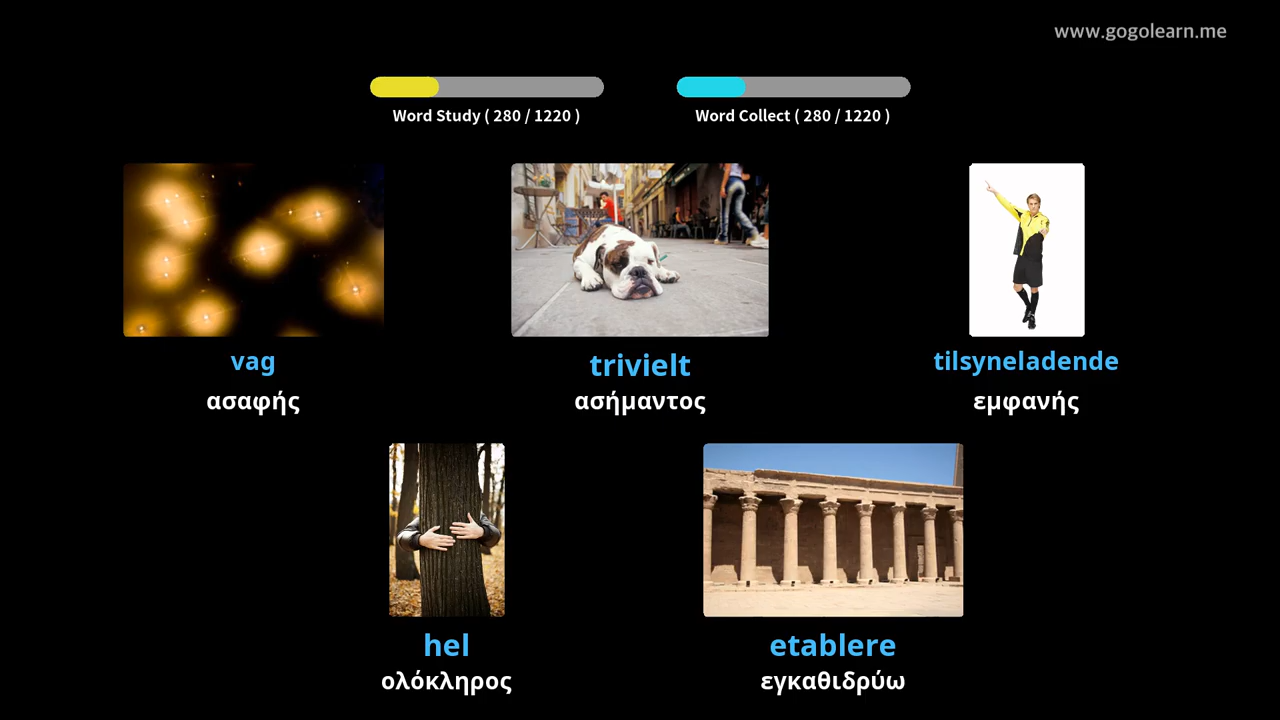 www.gogolearn.me
Word Study ( 280 / 1220 )
Word Collect ( 280 / 1220 )
vag
ασαφής
trivielt
ασήμαντος
tilsyneladende
εμφανής
hel
ολόκληρος
etablere
εγκαθιδρύω